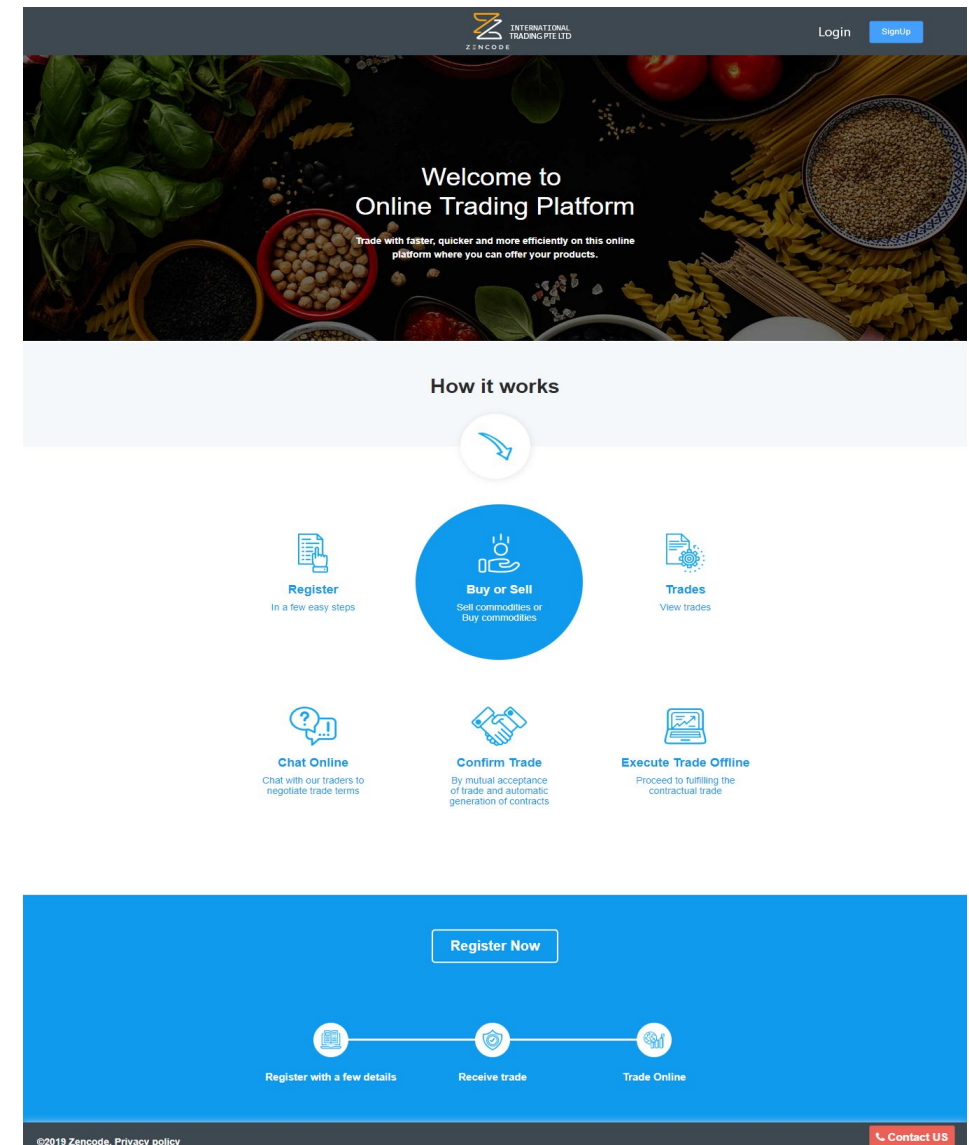 INTERNATIONAL
TRADING PTE LTD
ZENCODE
Login
SignUp
Welcome to
Online Trading Platform
Trade with faster, quicker and more efficiently on this online
platform where you can offer your products.
How it works
Register
In a few easy steps
Buy or Sell
Sell commodities or
Buy commodities
Trades
View trades
Chat Online
Chat with our traders to
negotiate trade terms
Confirm Trade
By mutual acceptance
of trade and automatic
generation of contracts
Execute Trade Offline
Proceed to fulfilling the
contractual trade
Register Now
Register with a few details
Receive trade
Trade Online
©2019 Zencode. Privacy policy
Contact US